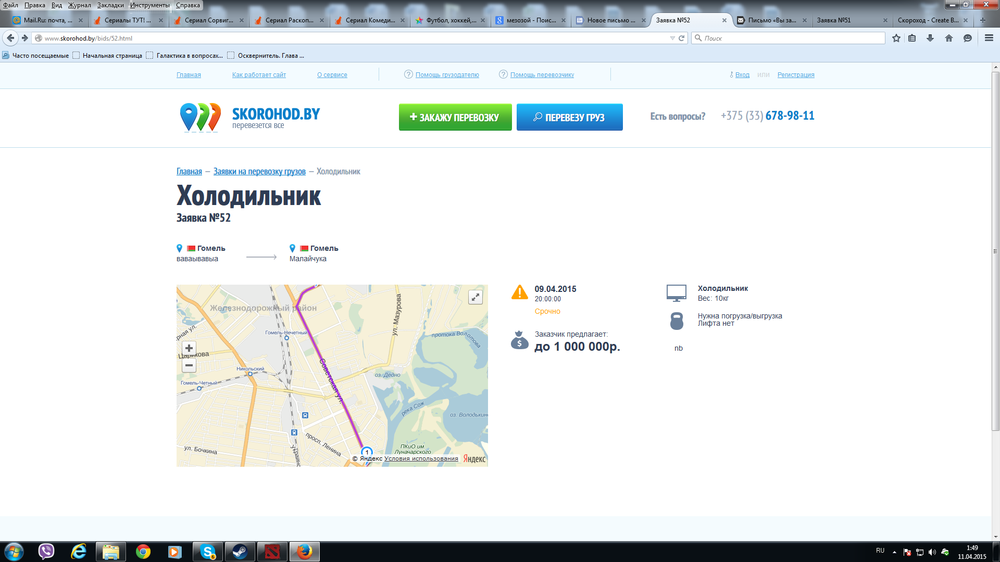 Файл Правка Вид Журнал Закладки Инструменты Справка
Mail.Ru: почта, ... Сериалы ТУТ! ... Сериал Сорвиг... Сериал Раскоп... Сериал Комеди... Футбол, хоккей,... мезозой - Поис... Новое письмо ... Заявка №52 Письмо «Вы за... Заявка №51 Скороход - Create B...
www.skorohod.by/bids/52.html Поиск
Часто посещаемые Начальная страница Галактика в вопросах... Осквернитель. Глава ...
Главная Как работает сайт О сервисе ? Помощь грузодателю ? Помощь перевозчику Вход или Регистрация
SKOROHOD.BY
перевезется все
+ ЗАКАЖУ ПЕРЕВОЗКУ ПЕРЕВЕЗУ ГРУЗ Есть вопросы? +375 (33) 678-98-11
Главная — Заявки на перевозку грузов — Холодильник
Холодильник
Заявка №52
Гомель Гомель
ваваывавыа Малайчука
Железнодорожный район
ул. Мазурова
рная ул.
Гомель-Нечетный
протока Волотова
Царикова
Никольский
Гомель-Четный
Советская ул.
оз. Дедно
река Сож
оз. Володькино
просп. Ленина
ул. Бочкина
Украинс
ПКиО им.
Луначарского
1
© Яндекс Условия использования Яндекс
09.04.2015
20:00:00
Срочно
Заказчик предлагает:
до 1 000 000р.
Холодильник
Вес: 10кг
Нужна погрузка/выгрузка
Лифта нет
nb
RU
1:49
11.04.2015